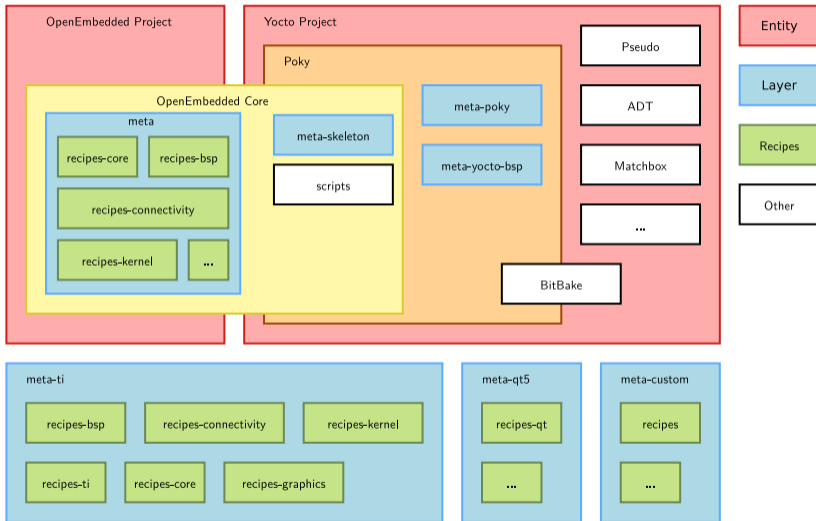 OpenEmbedded Project
Yocto Project
Entity
Poky
Pseudo
Layer
OpenEmbedded Core
meta
meta-skeleton
meta-poky
ADT
recipes-core
recipes-bsp
Recipes
scripts
meta-yocto-bsp
Matchbox
recipes-connectivity
Other
...
recipes-kernel
...
BitBake
meta-ti
meta-qt5
meta-custom
recipes-bsp
recipes-connectivity
recipes-kernel
recipes-qt
recipes
recipes-ti
recipes-core
recipes-graphics
...
...